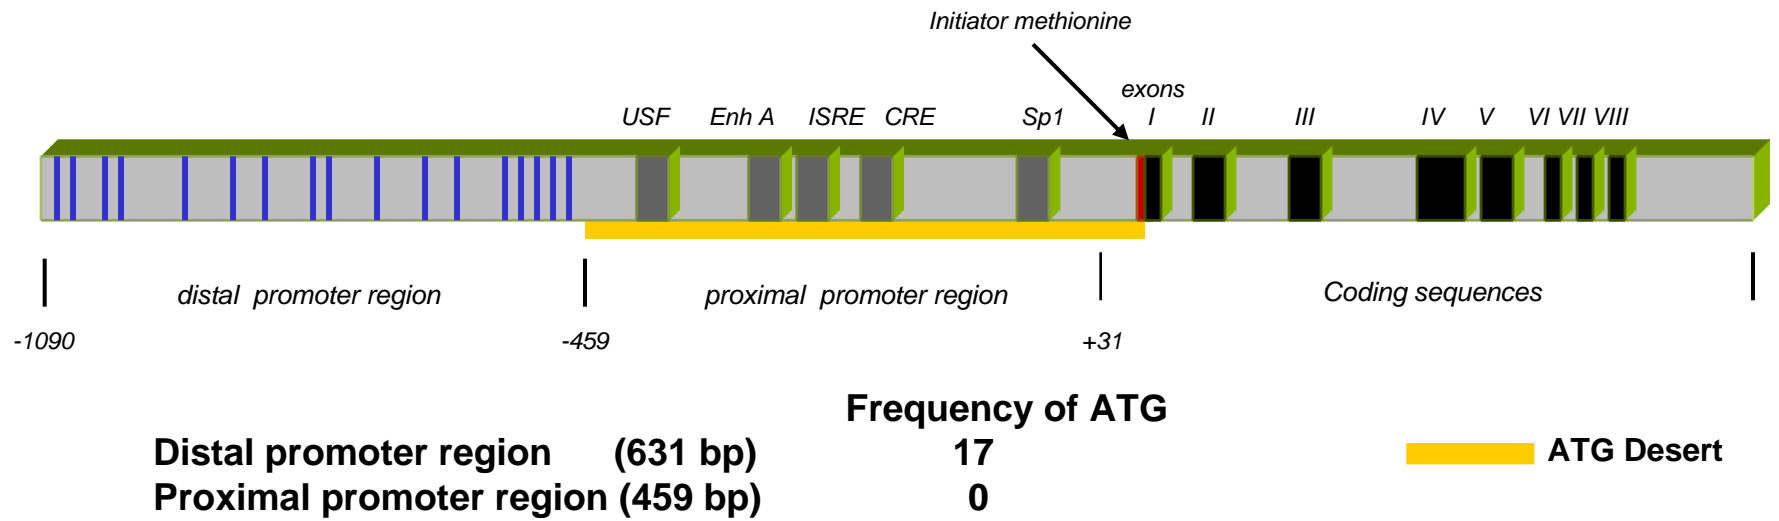 Initiator methionine
exons
USF Enh A ISRE CRE Sp1 I II III IV V VI VII VIII
distal promoter region proximal promoter region Coding sequences
-1090 -459 +31
Frequency of ATG
Distal promoter region (631 bp) 17 ATG Desert
Proximal promoter region (459 bp) 0